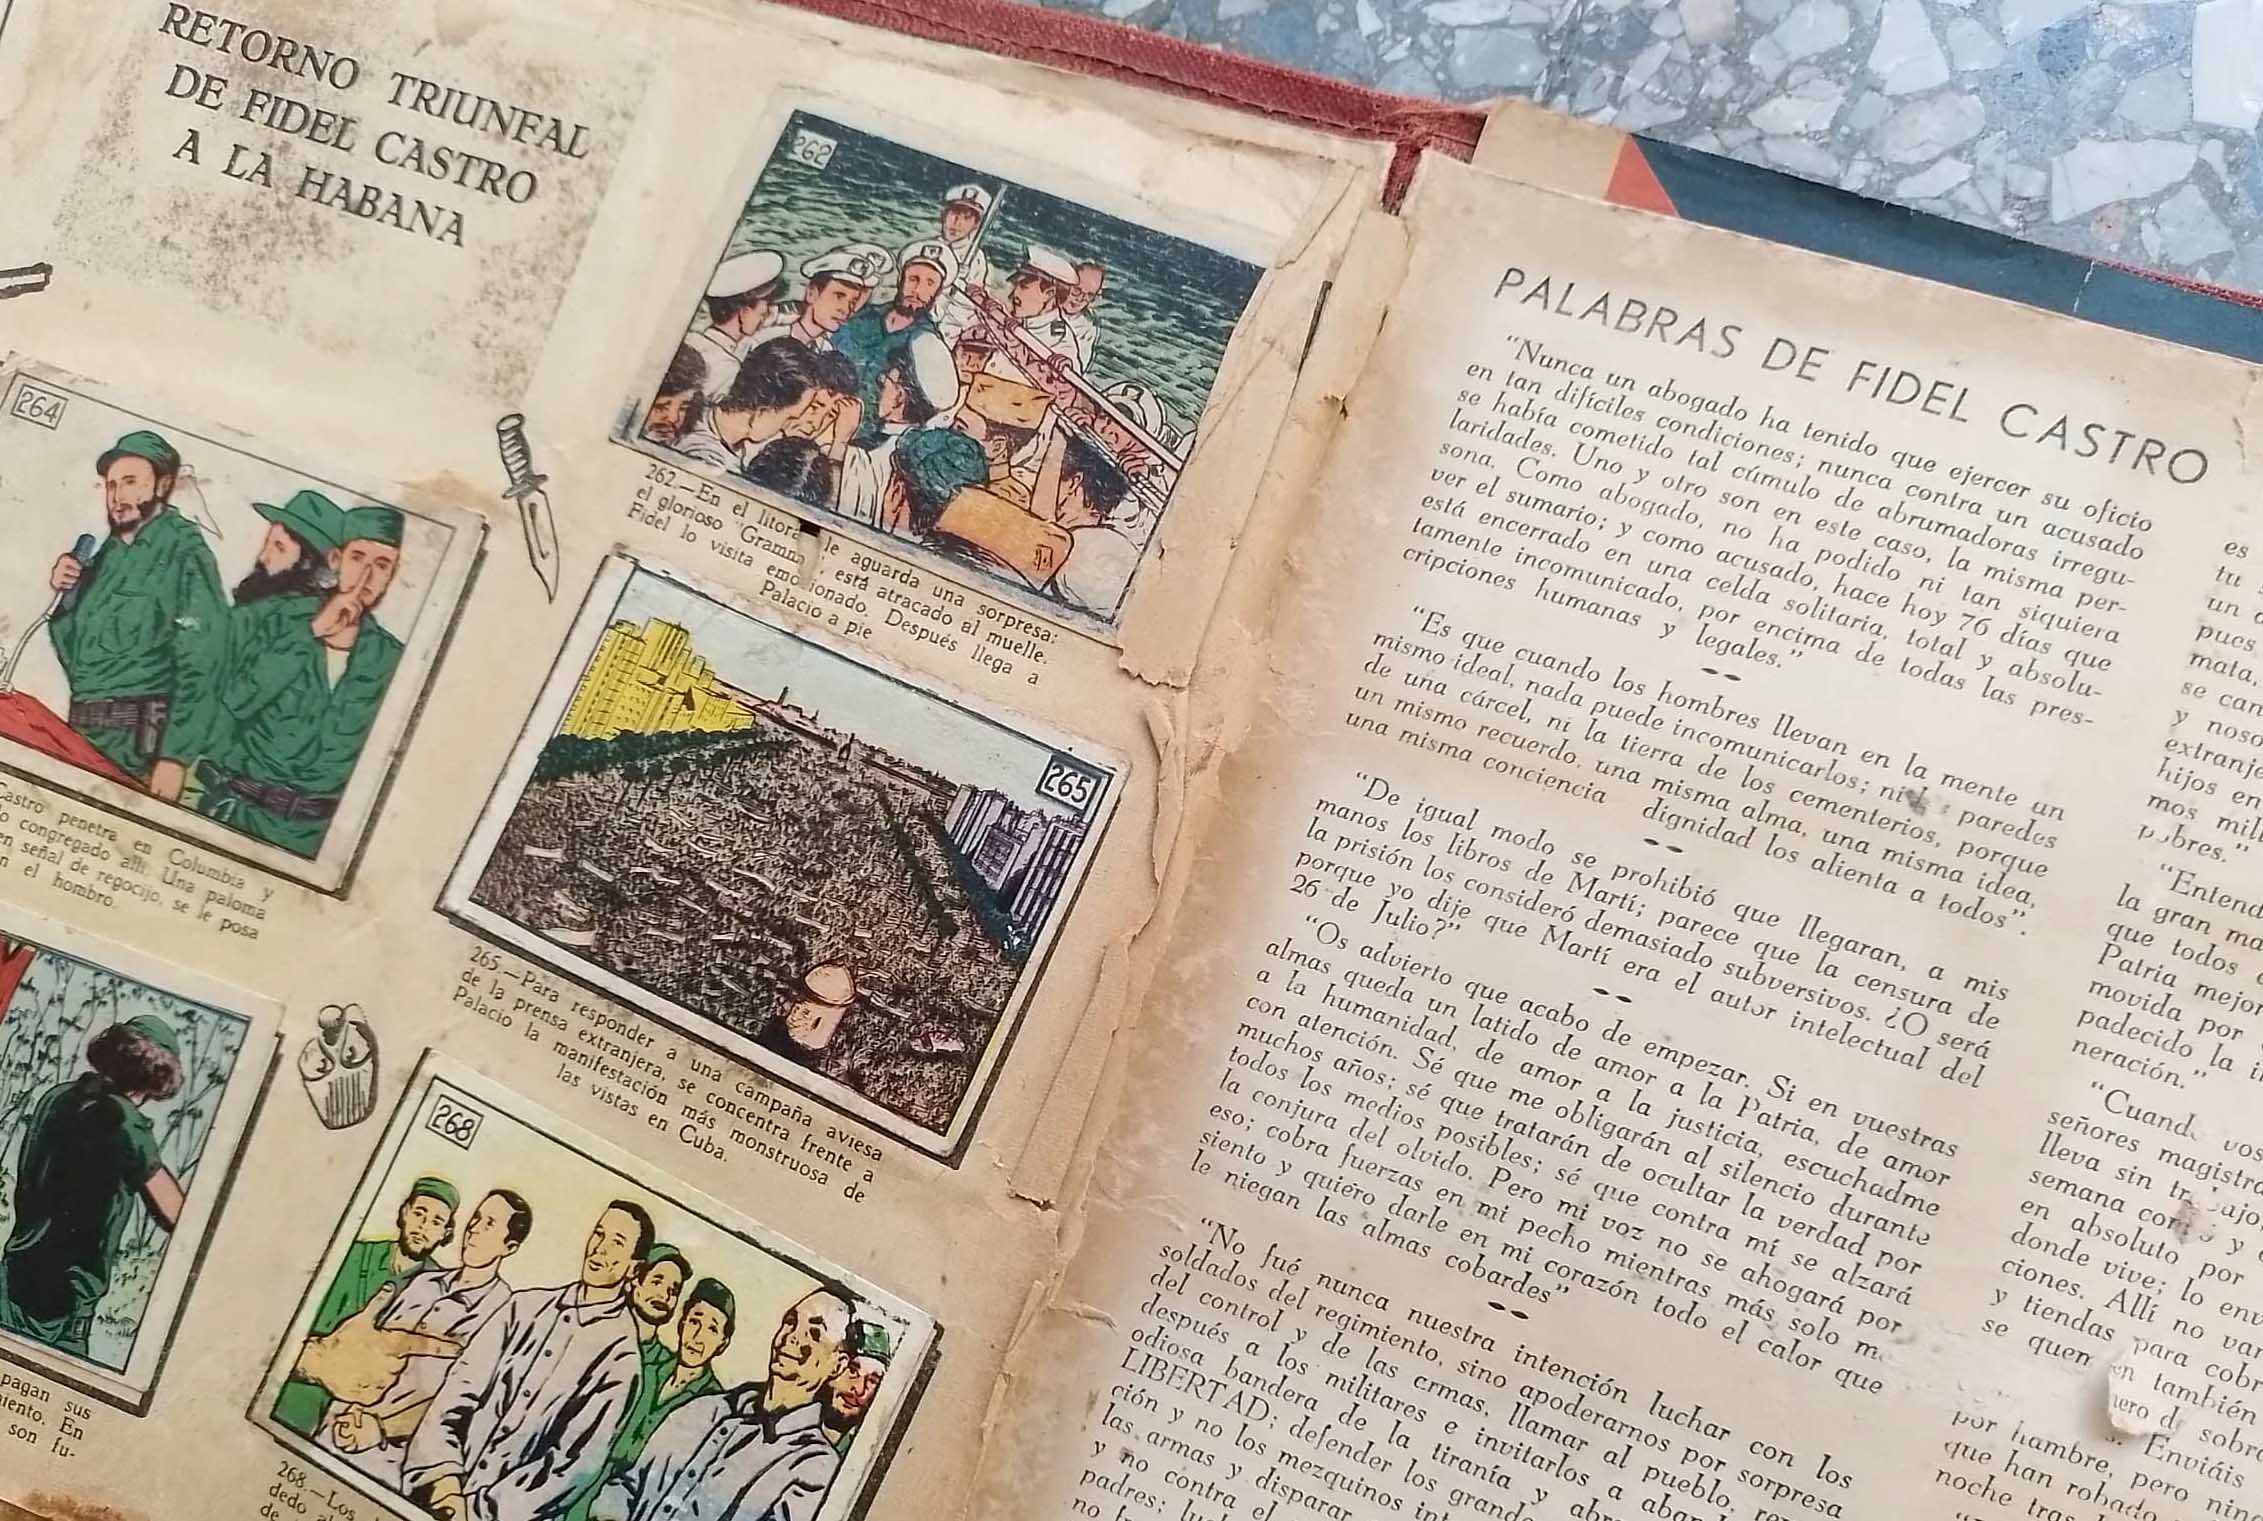 RETORNO TRIUNFAL
DE FIDEL CASTRO
A LA HABANA
262
262.—En el litoral le aguarda una sorpresa:
el glorioso "Granma" está atracado al muelle.
Fidel lo visita emocionado. Después llega a
Palacio a pie
264
Castro penetra en Columbia y
congregado allí. Una paloma
en señal de regocijo, se le posa
en el hombro.
265
265.—Para responder a una campaña aviesa
de la prensa extranjera, se concentra frente a
Palacio la manifestación más monstruosa de
las vistas en Cuba.
pagan sus
En
son fu-
268
268.—Los
dedo
de
PALABRAS DE FIDEL CASTRO
"Nunca un abogado ha tenido que ejercer su oficio
en tan difíciles condiciones; nunca contra un acusado
se había cometido tal cúmulo de abrumadoras irregu-
laridades. Uno y otro son en este caso, la misma per-
sona. Como abogado, no ha podido ni tan siquiera
ver el sumario; y como acusado, hace hoy 76 días que
está encerrado en una celda solitaria, total y absolu-
tamente incomunicado, por encima de todas las pres-
cripciones humanas y legales."
"Es que cuando los hombres llevan en la mente un
mismo ideal, nada puede incomunicarlos; ni paredes
de una cárcel, ni la tierra de los cementerios, porque
un mismo recuerdo, una misma alma, una misma idea,
una misma conciencia dignidad los alienta a todos".
"De igual modo se prohibió que llegaran, a mis
manos los libros de Martí; parece que la censura de
la prisión los consideró demasiado subversivos. ¿O será
porque yo dije que Martí era el autor intelectual del
26 de Julio?"
"Os advierto que acabo de empezar. Si en vuestras
almas queda un latido de amor a la Patria, de amor
a la humanidad, de amor a la justicia, escuchadme
con atención. Sé que me obligarán al silencio durante
muchos años; sé que tratarán de ocultar la verdad por
todos los medios posibles; sé que contra mí se alzará
la conjura del olvido. Pero mi voz no se ahogará por
eso; cobra fuerzas en mi pecho mientras más solo me
siento y quiero darle en mi corazón todo el calor que
le niegan las almas cobardes"
"No fué nunca nuestra intención luchar con los
soldados del regimiento, sino apoderarnos por sorpresa
del control y de las armas, llamar al pueblo,
después a los militares e invitarlos a
odiosa bandera de la tiranía y
LIBERTAD; defender los
ción y no los mezquinos
las armas y disparar
y no contra el
padres;
no
es
tu
un
pues
mata,
se
y
extranje
hijos en
mos mil
pobres."
"Entend
la gran
que todos
Patria mejor
movida por
padecido la
neración."
"Cuand vos
señores magistra
lleva sin trabajo
semana
en absoluto por
donde vive; lo
ciones. Allí no van
y tiendas para cobr
se quem en también
de sobre
Enviáis
por hambre, pero
que han robado
noche tras